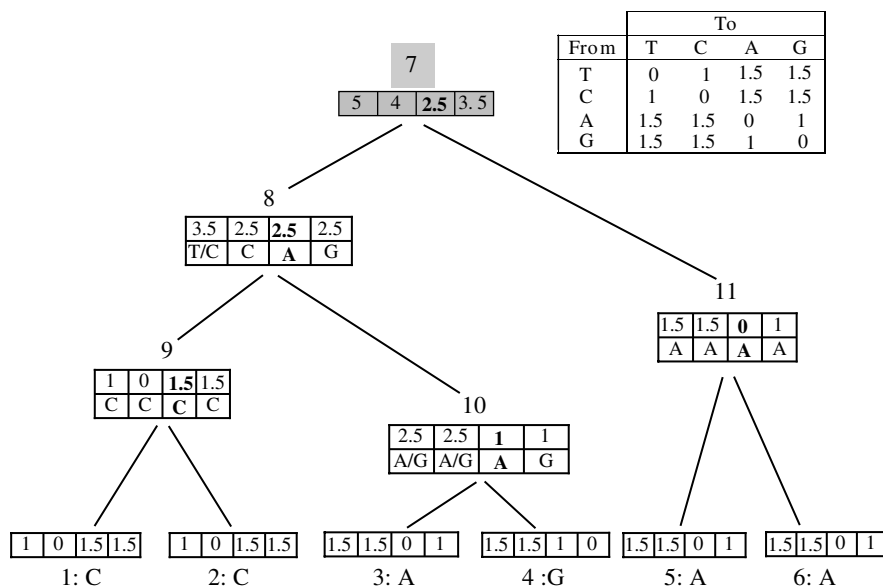 To
From T C A G
T 0 1 1.5 1.5
C 1 0 1.5 1.5
A 1.5 1.5 0 1
G 1.5 1.5 1 0
7
5 4 2.5 3.5
8
3.5 2.5 2.5 2.5
T/C C A G
11
1.5 1.5 0 1
A A A A
9
1 0 1.5 1.5
C C C C
10
2.5 2.5 1 1
A/G A/G A G
1 0 1.5 1.5
1 0 1.5 1.5
1.5 1.5 0 1
1.5 1.5 1 0
1.5 1.5 0 1
1.5 1.5 0 1
1: C
2: C
3: A
4 :G
5: A
6: A